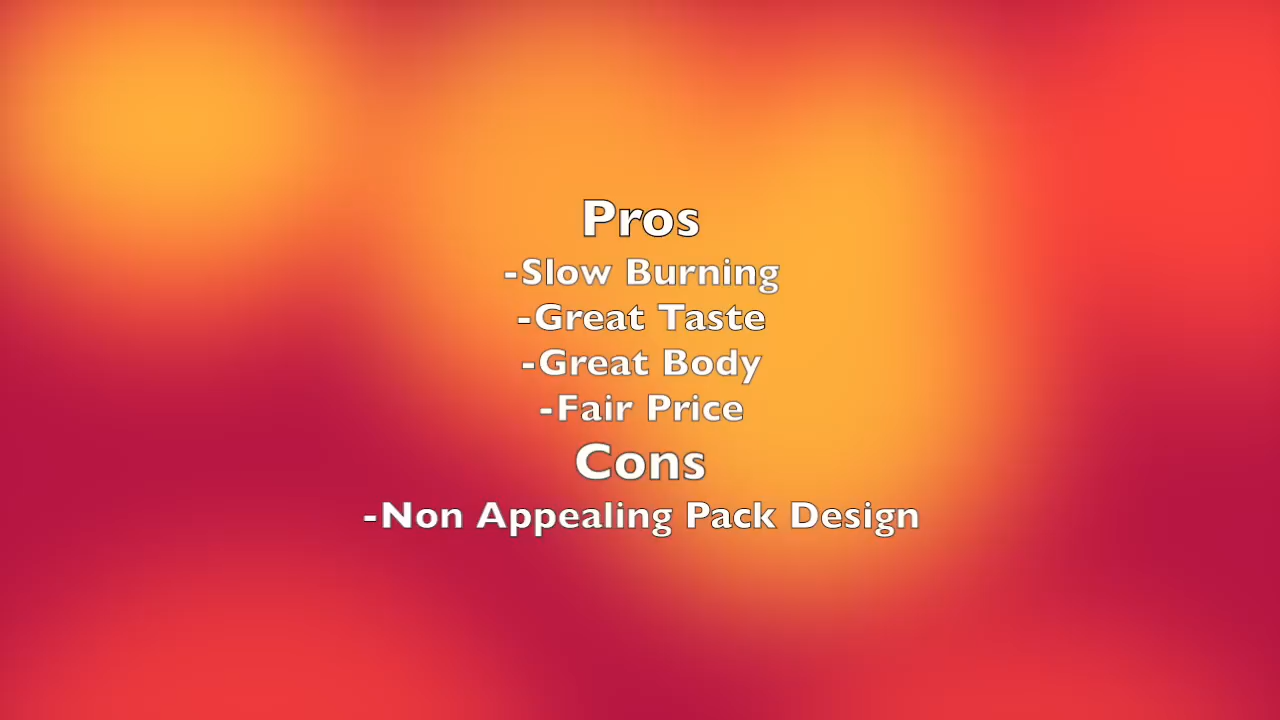 Pros
-Slow Burning
-Great Taste
-Great Body
-Fair Price
Cons
-Non Appealing Pack Design